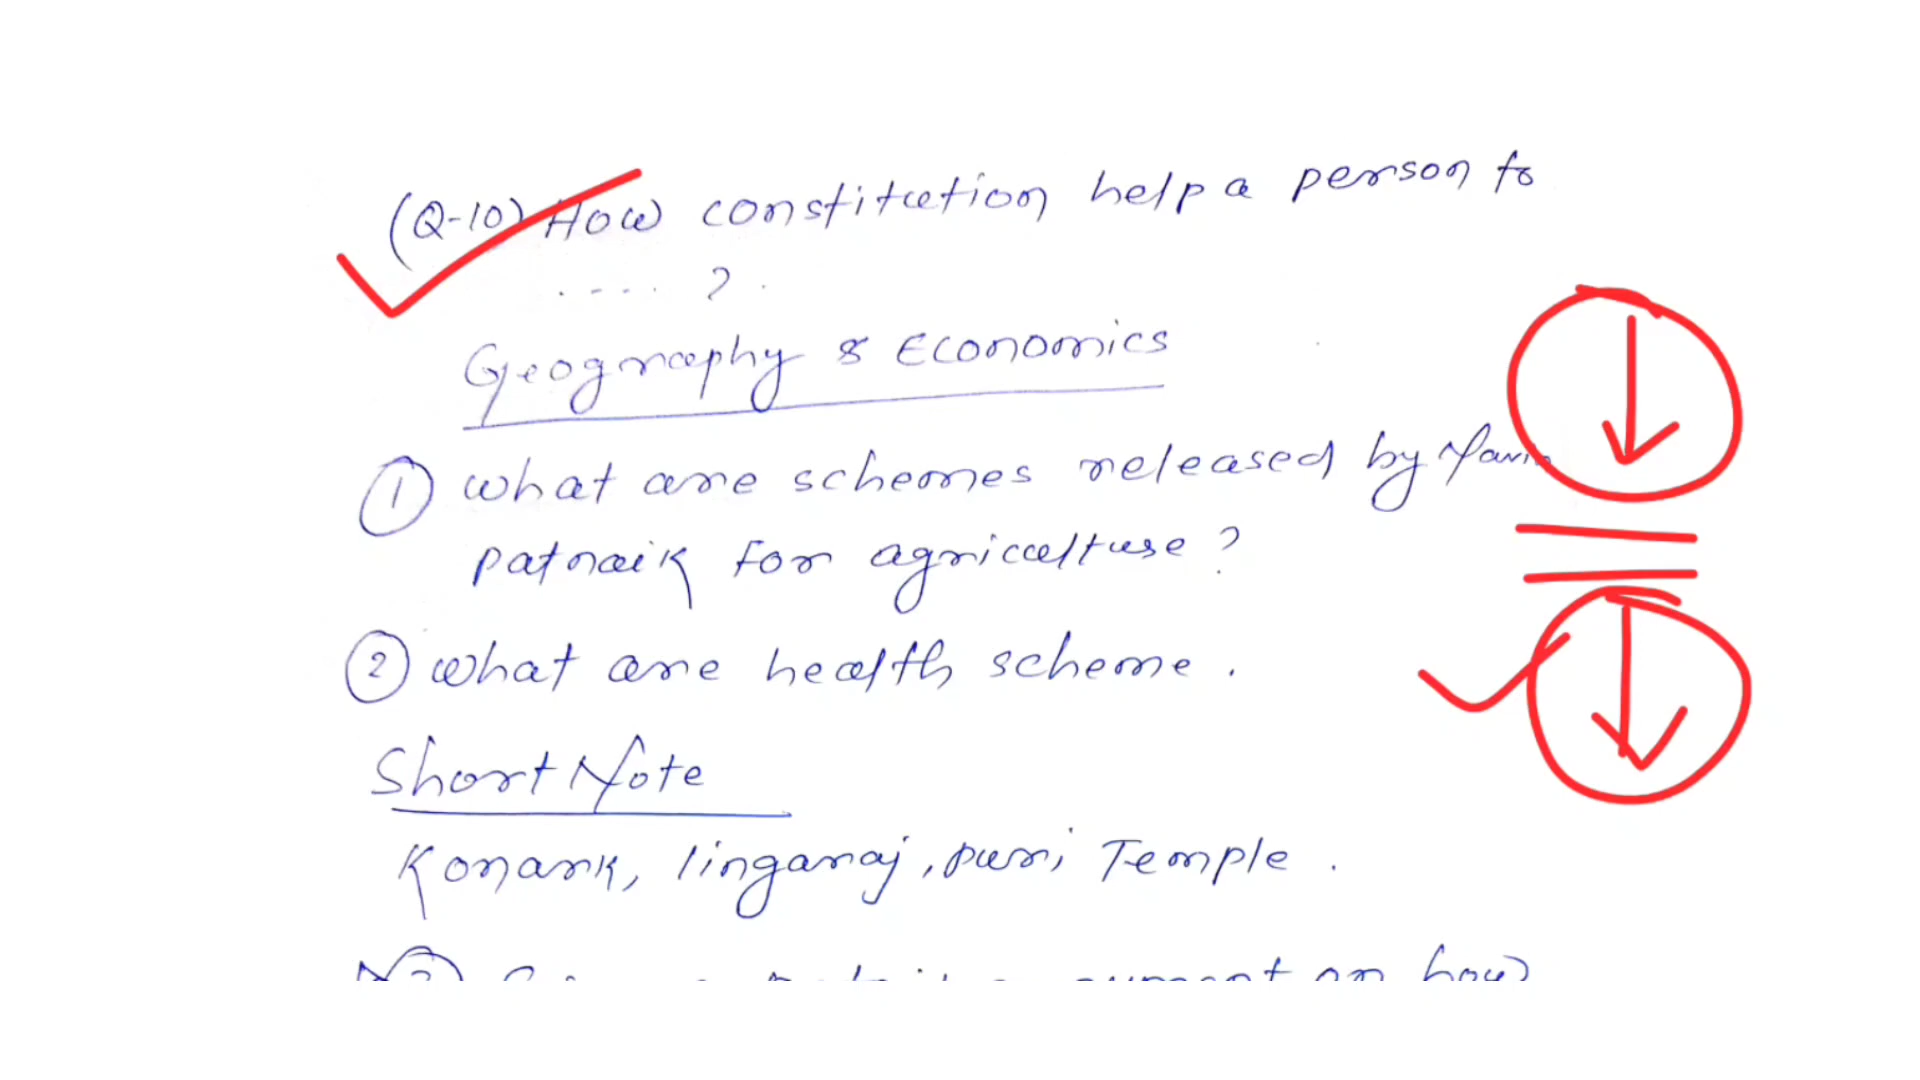 (Q-10) How constitution help a person to
..... ?.
Geography & Economics
① what are schemes released by
patnaik for agriculture?
② what are health scheme.
Short Note
Konark, lingaraj, puri Temple.
how